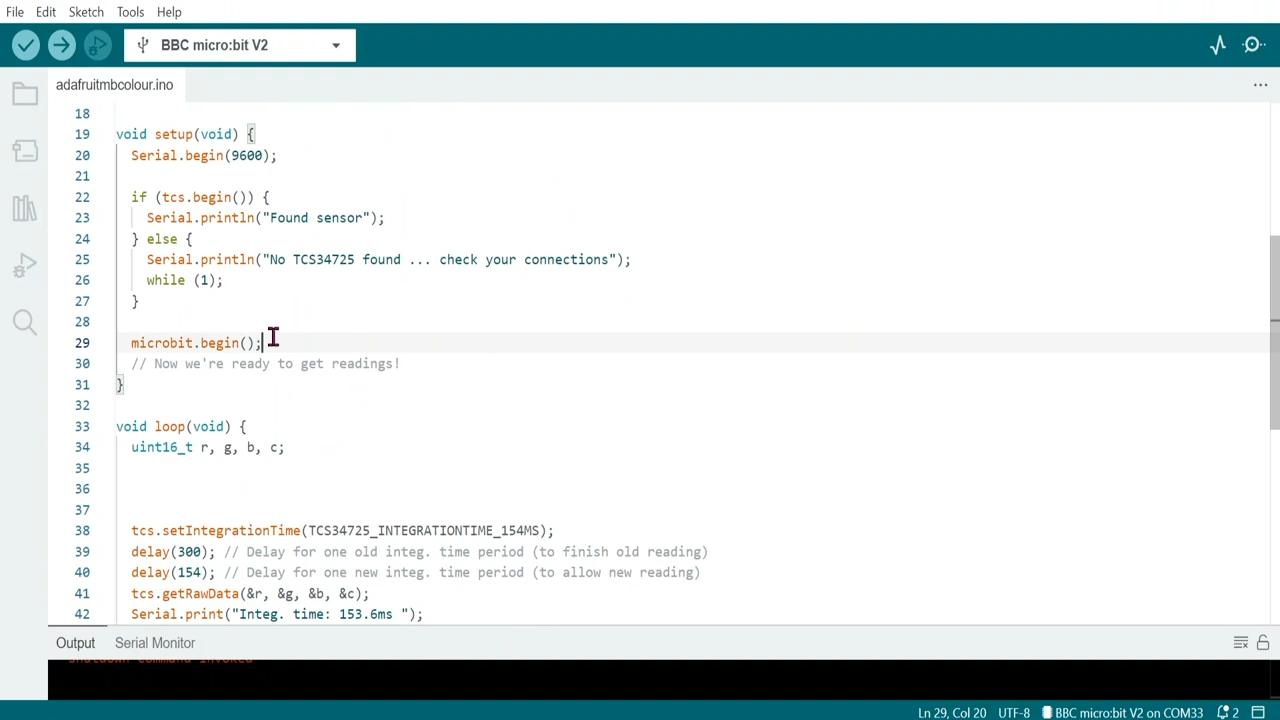 File Edit Sketch Tools Help
BBC micro:bit V2
adafruitmbcolour.ino
18
19 void setup(void) {
20 Serial.begin(9600);
21
22 if (tcs.begin()) {
23 Serial.println("Found sensor");
24 } else {
25 Serial.println("No TCS34725 found ... check your connections");
26 while (1);
27 }
28
29 microbit.begin();
30 // Now we're ready to get readings!
31 }
32
33 void loop(void) {
34 uint16_t r, g, b, c;
35
36
37
38 tcs.setIntegrationTime(TCS34725_INTEGRATIONTIME_154MS);
39 delay(300); // Delay for one old integ. time period (to finish old reading)
40 delay(154); // Delay for one new integ. time period (to allow new reading)
41 tcs.getRawData(&r, &g, &b, &c);
42 Serial.print("Integ. time: 153.6ms ");
Output Serial Monitor
shutdown command invoked
Ln 29, Col 20 UTF-8 BBC micro:bit V2 on COM33 2